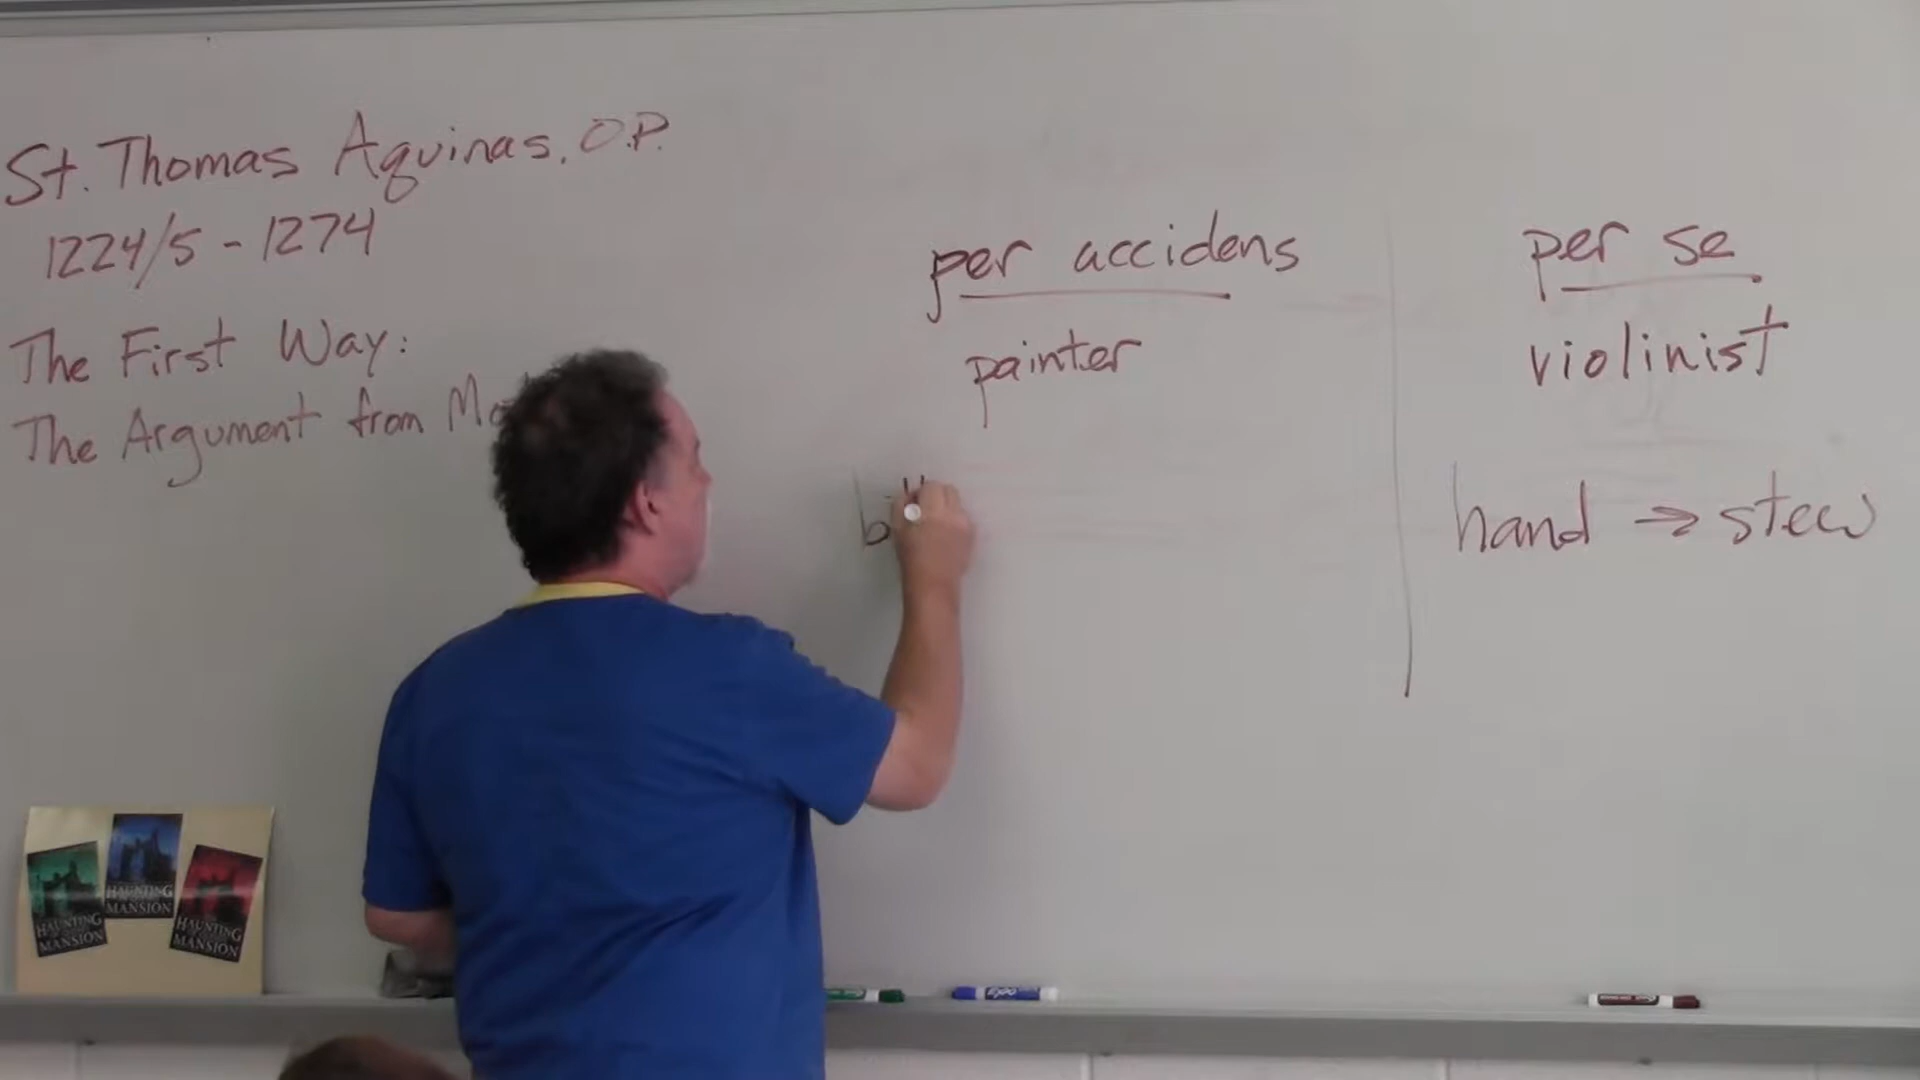 St. Thomas Aquinas, O.P.
1224/5 - 1274
The First Way:
The Argument from
per accidens
painter
per se
violinist
hand → stew
HAUNTING
MANSION
HAUNTING
MANSION
HAUNTING
MANSION
EXPO